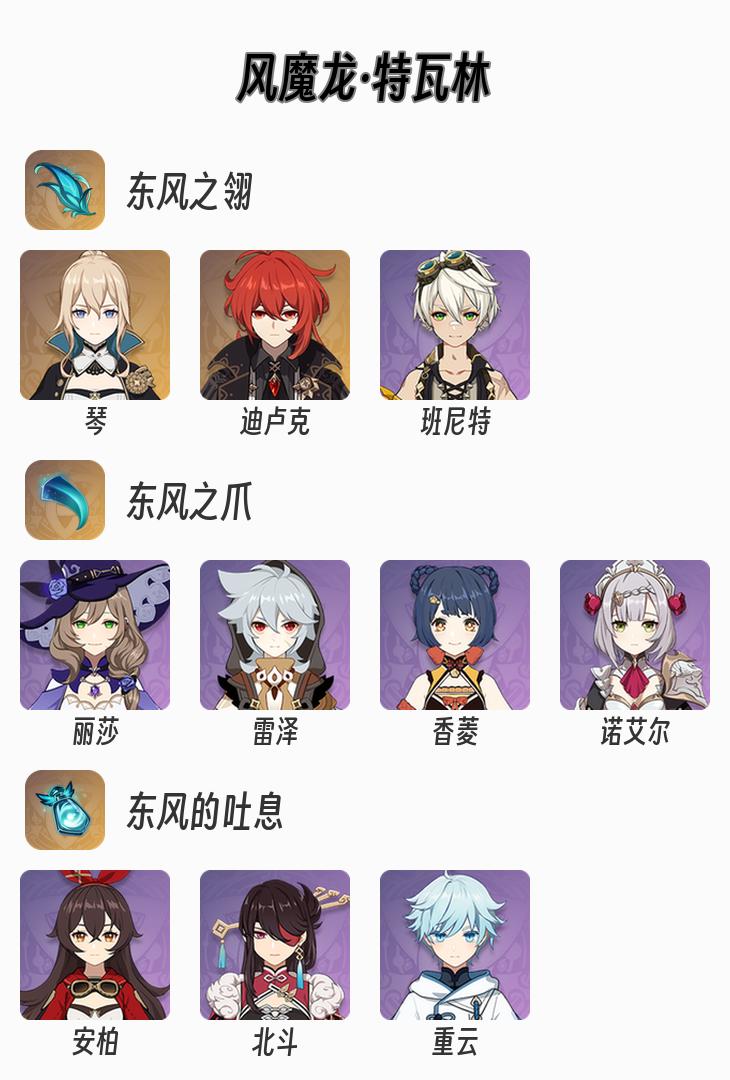 风魔龙·特瓦林
东风之翎
琴 迪卢克 班尼特
东风之爪
丽莎 雷泽 香菱 诺艾尔
东风的吐息
安柏 北斗 重云